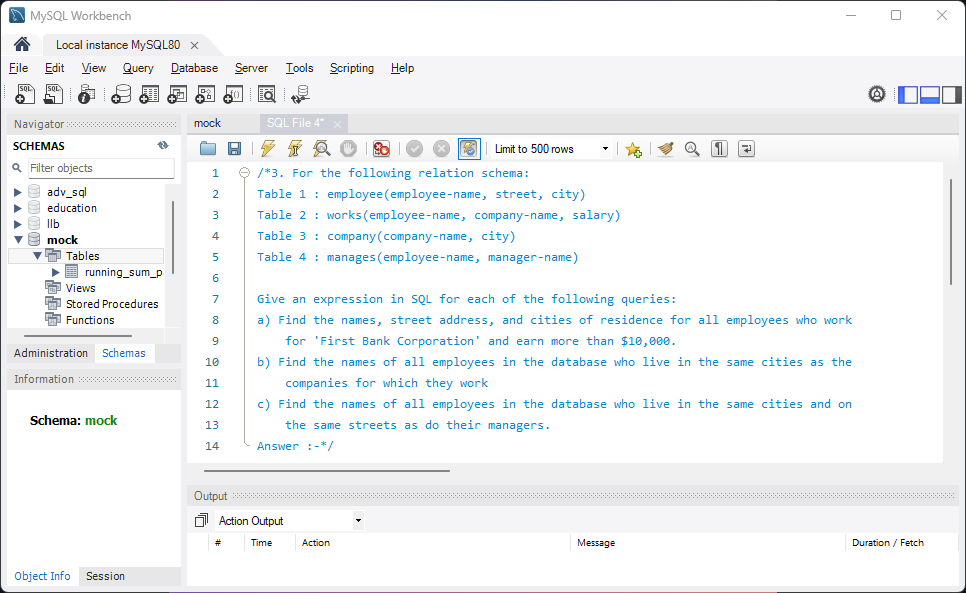 MySQL Workbench
Local instance MySQL80
File Edit View Query Database Server Tools Scripting Help
Navigator
SCHEMAS
Filter objects
adv_sql
education
llb
mock
Tables
running_sum_p
Views
Stored Procedures
Functions
Administration Schemas
Information
Schema: mock
Object Info Session
mock SQL File 4*
Limit to 500 rows
1 /*3. For the following relation schema:
2 Table 1 : employee(employee-name, street, city)
3 Table 2 : works(employee-name, company-name, salary)
4 Table 3 : company(company-name, city)
5 Table 4 : manages(employee-name, manager-name)
6
7 Give an expression in SQL for each of the following queries:
8 a) Find the names, street address, and cities of residence for all employees who work
9 for 'First Bank Corporation' and earn more than $10,000.
10 b) Find the names of all employees in the database who live in the same cities as the
11 companies for which they work
12 c) Find the names of all employees in the database who live in the same cities and on
13 the same streets as do their managers.
14 Answer :-*/
Output
Action Output
# Time Action Message Duration / Fetch